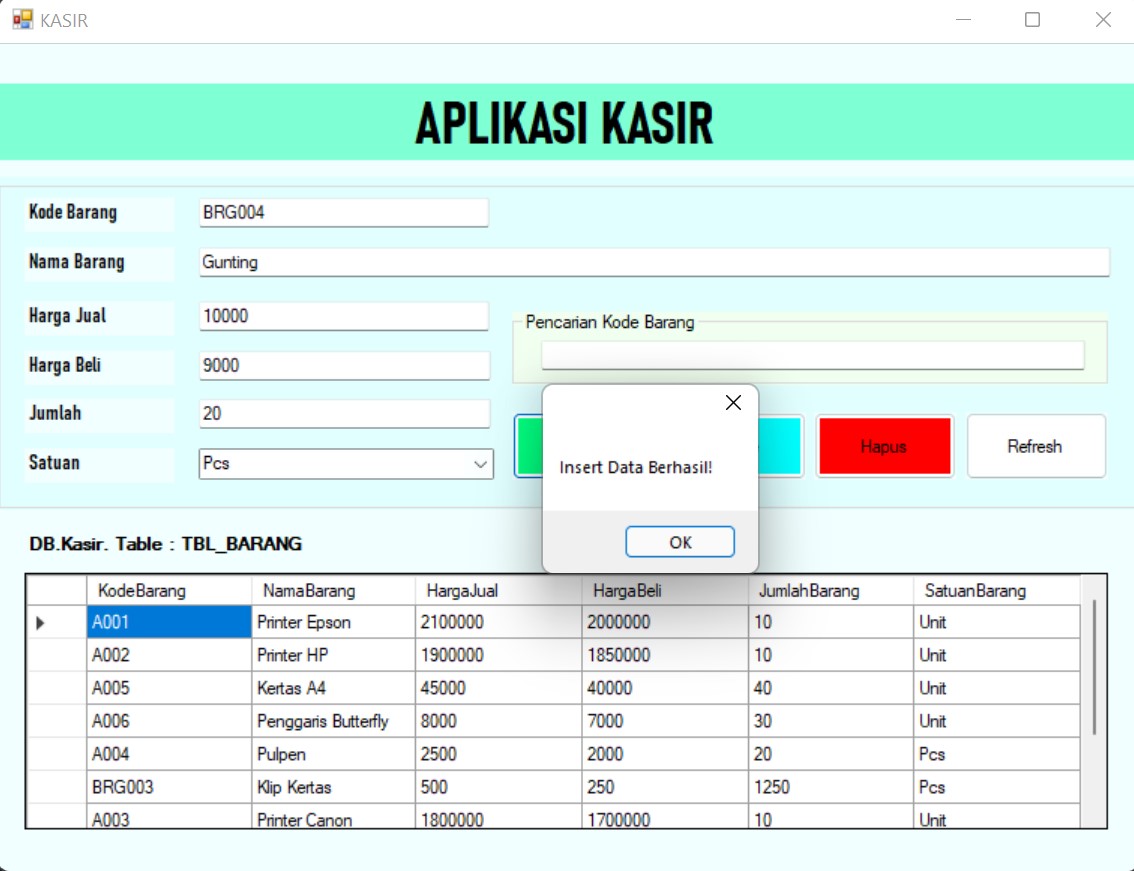 KASIR
APLIKASI KASIR
Kode Barang BRG004
Nama Barang Gunting
Harga Jual 10000
Pencarian Kode Barang
Harga Beli 9000
Jumlah 20
Satuan Pcs
Insert Data Berhasil!
OK
Hapus
Refresh
DB.Kasir. Table : TBL_BARANG
KodeBarang NamaBarang HargaJual HargaBeli JumlahBarang SatuanBarang
A001 Printer Epson 2100000 2000000 10 Unit
A002 Printer HP 1900000 1850000 10 Unit
A005 Kertas A4 45000 40000 40 Unit
A006 Penggaris Butterfly 8000 7000 30 Unit
A004 Pulpen 2500 2000 20 Pcs
BRG003 Klip Kertas 500 250 1250 Pcs
A003 Printer Canon 1800000 1700000 10 Unit